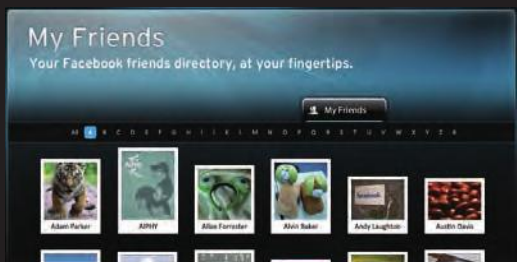 My Friends
Your Facebook friends directory, at your fingertips.
My Friends
All A B C D E F G H I J K L M N O P Q R S T U V W X Y Z #
Adam Parker AIPHY Allan Forrester Alvin Baker Andy Laughton Austin Davis